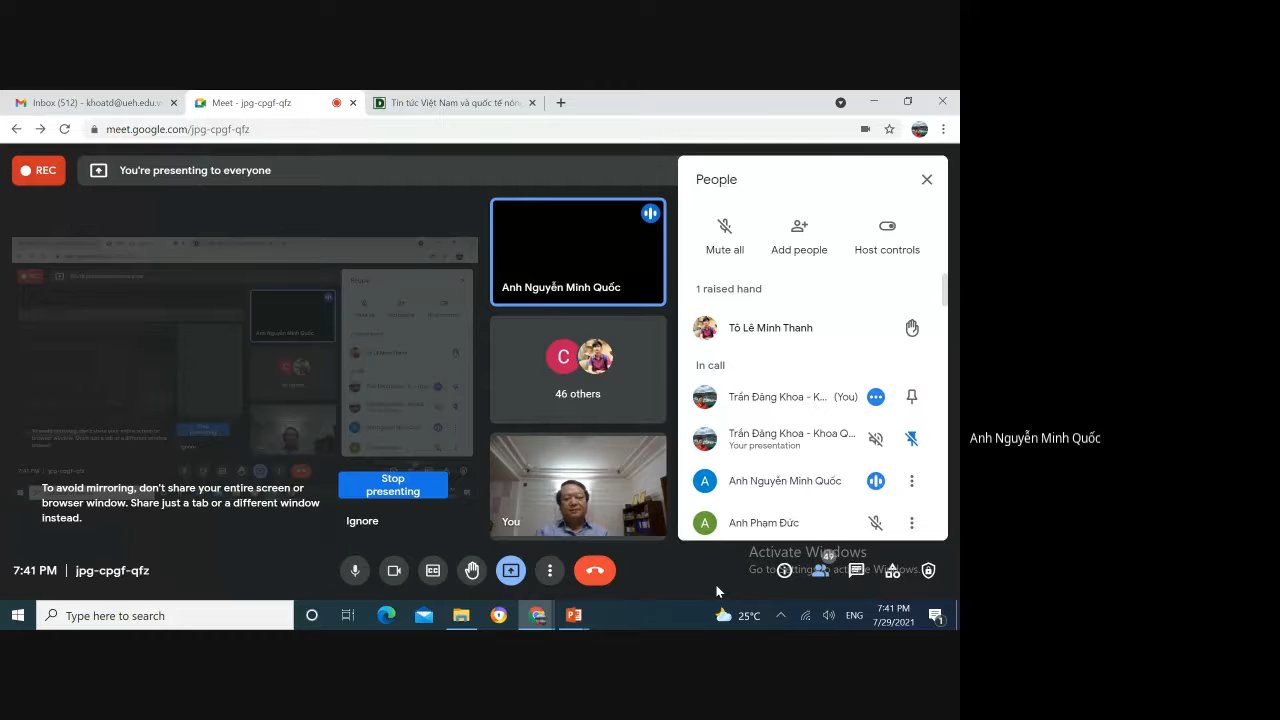 Inbox (512) - khoatd@ueh.edu.v
Meet - jpg-cpgf-qfz
Tin tức Việt Nam và quốc tế nón
meet.google.com/jpg-cpgf-qfz
REC
You're presenting to everyone
People
Mute all
Add people
Host controls
1 raised hand
Tô Lê Minh Thanh
In call
Trần Đăng Khoa - K... (You)
Trần Đăng Khoa - Khoa Q...
Your presentation
Anh Nguyễn Minh Quốc
Anh Phạm Đức
Anh Nguyễn Minh Quốc
C
46 others
You
A
A
To avoid mirroring, don't share your entire screen or
browser window. Share just a tab or a different window
instead.
Stop
presenting
Ignore
7:41 PM | jpg-cpgf-qfz
49
Activate Windows
Type here to search
25°C
ENG
7:41 PM
7/29/2021
1
Anh Nguyễn Minh Quốc